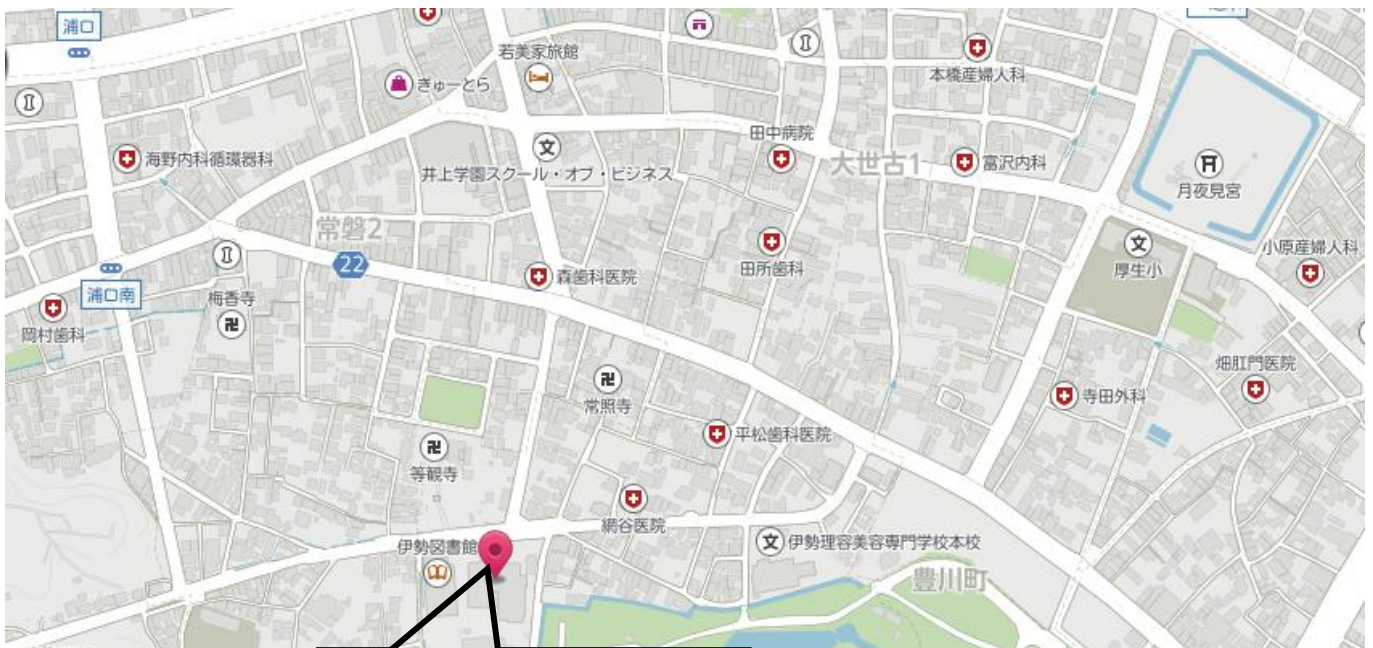 浦口
若美家旅館
きゅーとら
本橋産婦人科
海野内科循環器科
文
井上学園スクール・オブ・ビジネス
田中病院
大世古1
富沢内科
月夜見宮
常磐2
22
森歯科医院
田所歯科
文
厚生小
小原産婦人科
浦口南
岡村歯科
梅香寺
卍
畑肛門医院
卍
常照寺
寺田外科
平松歯科医院
卍
等観寺
網谷医院
伊勢図書館
文
伊勢理容美容専門学校本校
豊川町